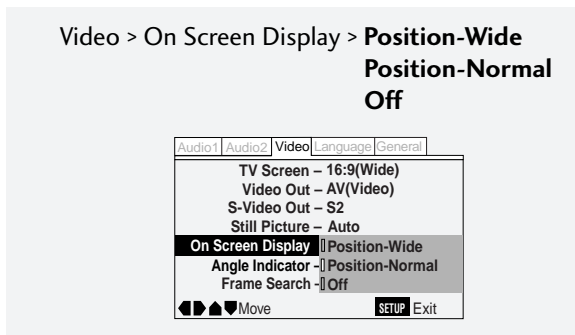 Video > On Screen Display > Position-Wide
Position-Normal
Off
Audio1 Audio2 Video Language General
TV Screen – 16:9(Wide)
Video Out – AV(Video)
S-Video Out – S2
Still Picture – Auto
On Screen Display Position-Wide
Angle Indicator - Position-Normal
Frame Search - Off
Move SETUP Exit